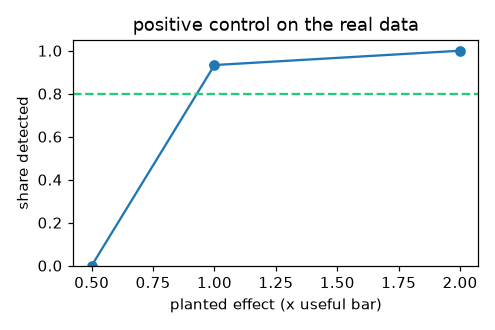 positive control on the real data
1.0
0.8
0.6
0.4
0.2
0.0
share detected
0.50 0.75 1.00 1.25 1.50 1.75 2.00
planted effect (x useful bar)